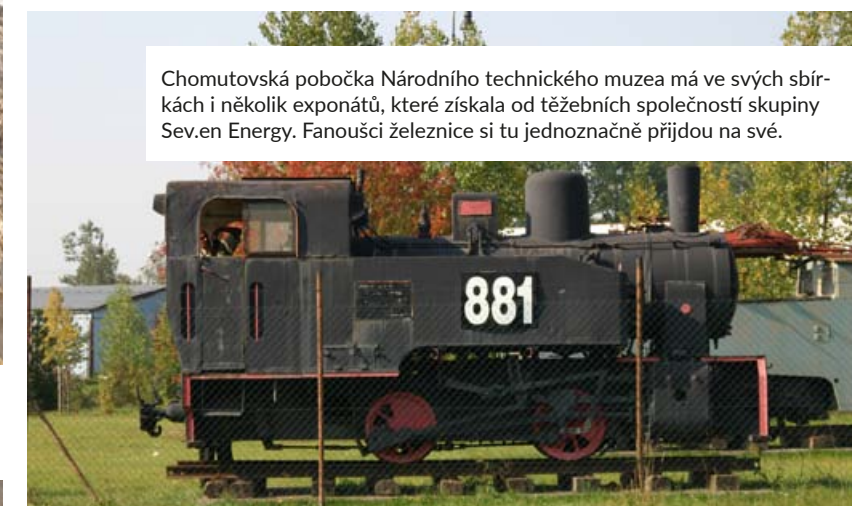 Chomutovská pobočka Národního technického muzea má ve svých sbír-
kách i několik exponátů, které získala od těžebních společností skupiny
Sev.en Energy. Fanoušci železnice si tu jednoznačně přijdou na své.
881